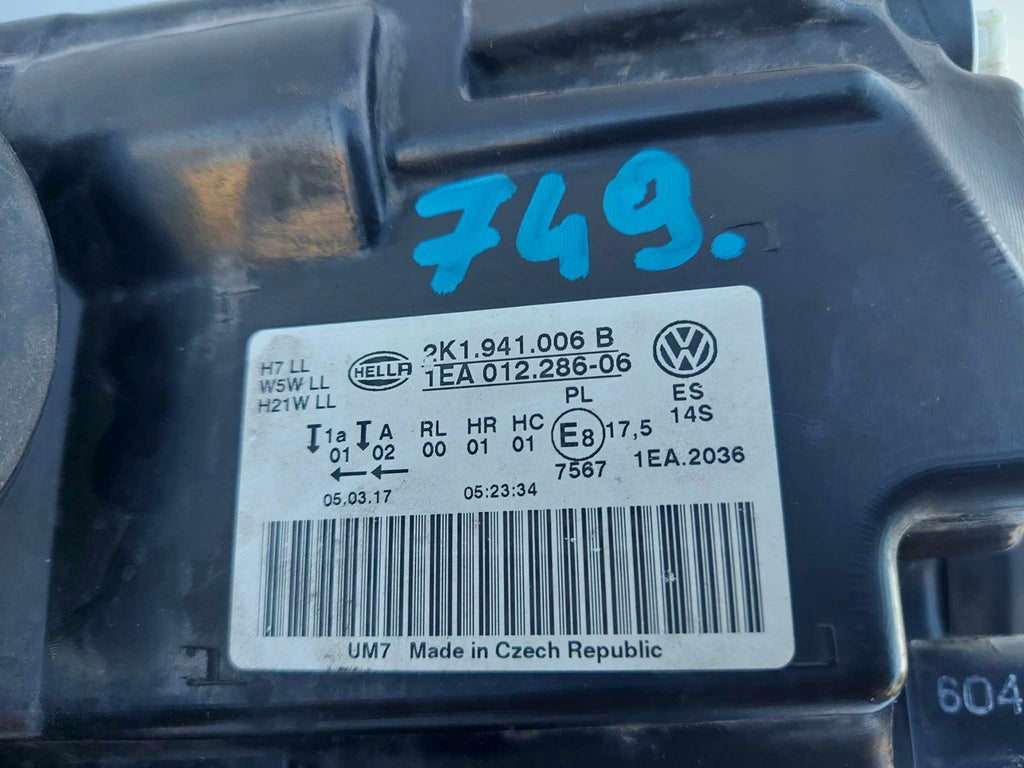 749.
H7 LL
W5W LL
H21W LL
HELLA
2K1.941.006 B
1EA 012.286-06
PL
ES
14S
1a A RL HR HC
01 02 00 01 01
E8
17,5
7567
1EA.2036
05.03.17 05:23:34
UM7 Made in Czech Republic
604